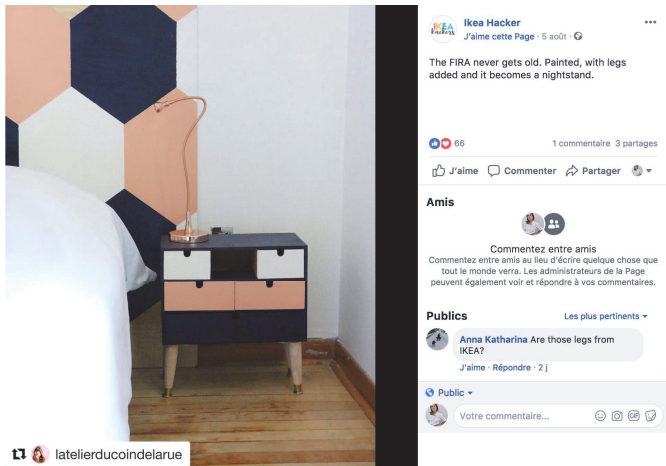 IKEA
Hackers
Ikea Hacker
J'aime cette Page · 5 août ·
The FIRA never gets old. Painted, with legs
added and it becomes a nightstand.
66
1 commentaire 3 partages
J'aime Commenter Partager
Amis
Commentez entre amis
Commentez entre amis au lieu d'écrire quelque chose que
tout le monde verra. Les administrateurs de la Page
peuvent également voir et répondre à vos commentaires.
Publics
Les plus pertinents
Anna Katharina Are those legs from
IKEA?
J'aime · Répondre · 2 j
Public
Votre commentaire...
GIF
latelierducoindelarue